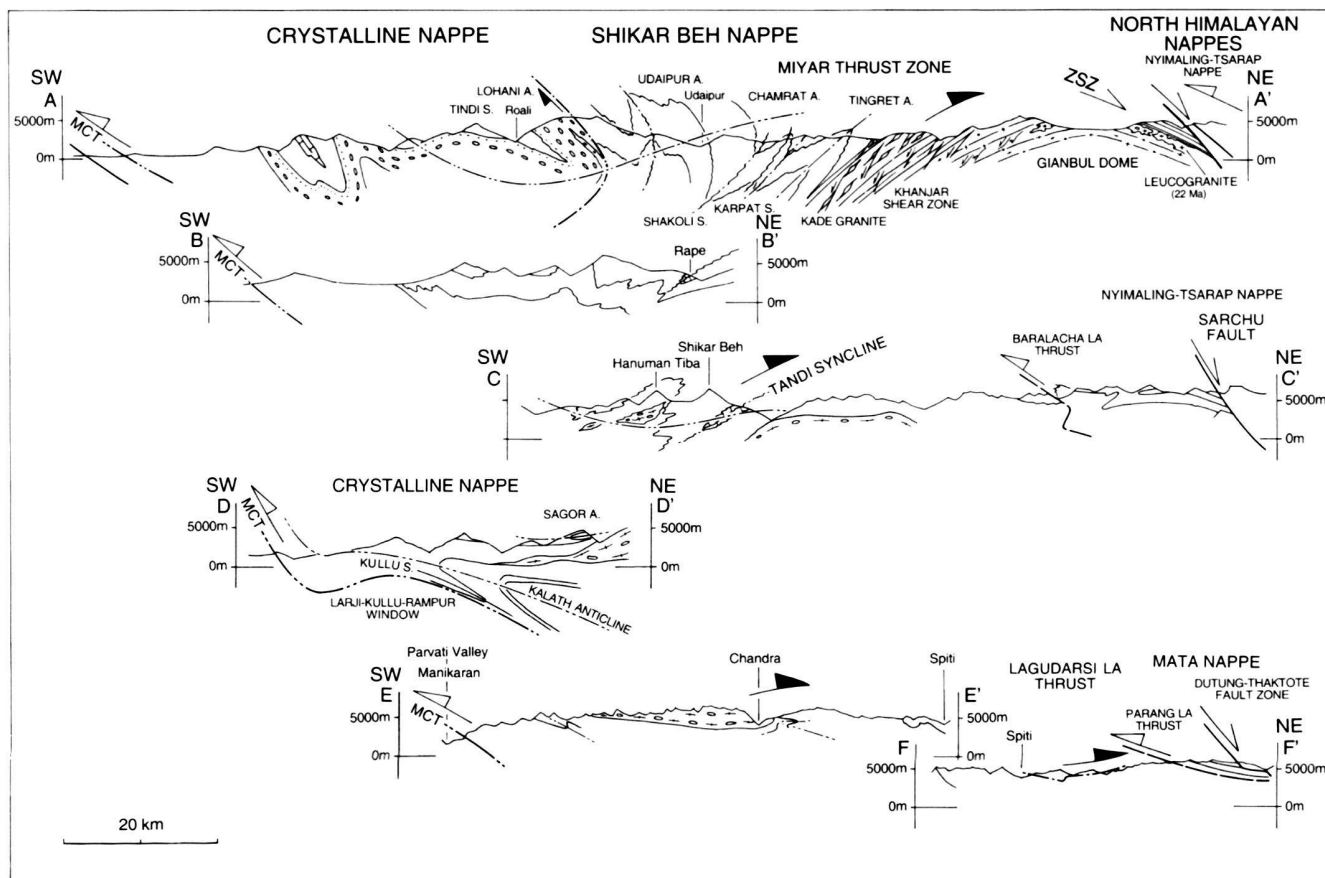 CRYSTALLINE NAPPE
SHIKAR BEH NAPPE
NORTH HIMALAYAN
NAPPES
NYIMALING-TSARAP
NAPPE
MIYAR THRUST ZONE
SW
A
NE
A'
ZSZ
UDAIPUR A.
Udaipur
CHAMRAT A.
TINGRET A.
LOHANI A.
TINDI S.
Roali
5000m
0m
MCT
5000m
0m
GIANBUL DOME
LEUCOGRANITE
(22 Ma)
KHANJAR
SHEAR ZONE
SHAKOLI S.
KARPAT S.
KADE GRANITE
SW
B
NE
B'
5000m
0m
MCT
Rape
5000m
0m
NYIMALING-TSARAP NAPPE
SARCHU
FAULT
BARALACHA LA
THRUST
SW
C
NE
C'
Shikar Beh
Hanuman Tiba
TANDI SYNCLINE
5000m
0m
SW
D
CRYSTALLINE NAPPE
NE
D'
MCT
5000m
0m
SAGOR A.
5000m
0m
KULLU S.
LARJI-KULLU-RAMPUR
WINDOW
KALATH ANTICLINE
Parvati Valley
Manikaran
SW
E
Chandra
Spiti
E'
5000m
0m
MCT
5000m
0m
LAGUDARSI LA
THRUST
MATA NAPPE
DUTUNG-THAKTOTE
FAULT ZONE
PARANG LA
THRUST
F
Spiti
NE
F'
5000m
0m
5000m
0m
20 km